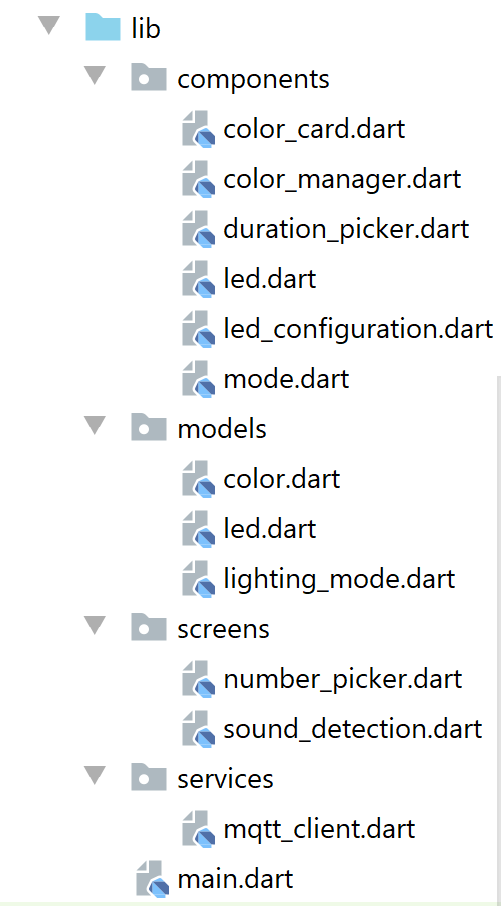 lib
components
color_card.dart
color_manager.dart
duration_picker.dart
led.dart
led_configuration.dart
mode.dart
models
color.dart
led.dart
lighting_mode.dart
screens
number_picker.dart
sound_detection.dart
services
mqtt_client.dart
main.dart